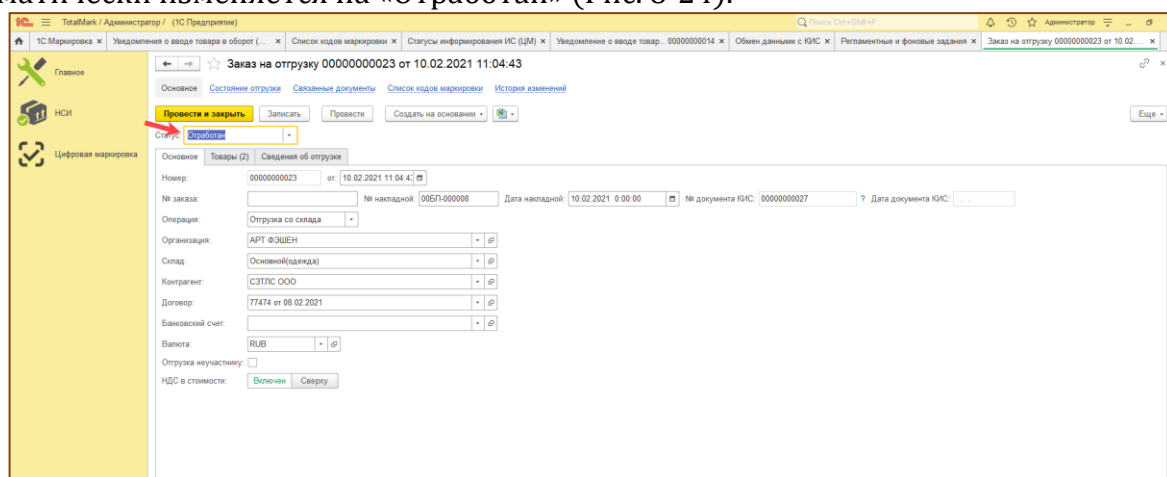 матически изменяется на «Отработан» (Рис. 8-24).
1С TotalMark / Администратор / (1С:Предприятие) Поиск Ctrl+Shift+F Администратор
1С:Маркировка × Уведомления о вводе товара в оборот (... × Список кодов маркировки × Статусы информирования ИС (ЦМ) × Уведомление о вводе товар... 0000000014 × Обмен данными с КИС × Регламентные и фоновые задания × Заказ на отгрузку 00000000023 от 10.02.... ×
Главное
НСИ
Цифровая маркировка
Заказ на отгрузку 00000000023 от 10.02.2021 11:04:43
Основное Состояние отгрузки Связанные документы Список кодов маркировки История изменений
Провести и закрыть Записать Провести Создать на основании Еще
Статус: Отработан
Основное Товары (2) Сведения об отгрузке
Номер: 00000000023 от: 10.02.2021 11:04:43
№ заказа: № накладной: 00БП-000008 Дата накладной: 10.02.2021 0:00:00 № документа КИС: 00000000027 ? Дата документа КИС: . .
Операция: Отгрузка со склада
Организация: АРТ ФЭШЕН
Склад: Основной(одежда)
Контрагент: СЗТЛС ООО
Договор: 77474 от 08.02.2021
Банковский счет:
Валюта: RUB
Отгрузка неучастнику:
НДС в стоимости: Включен Сверху